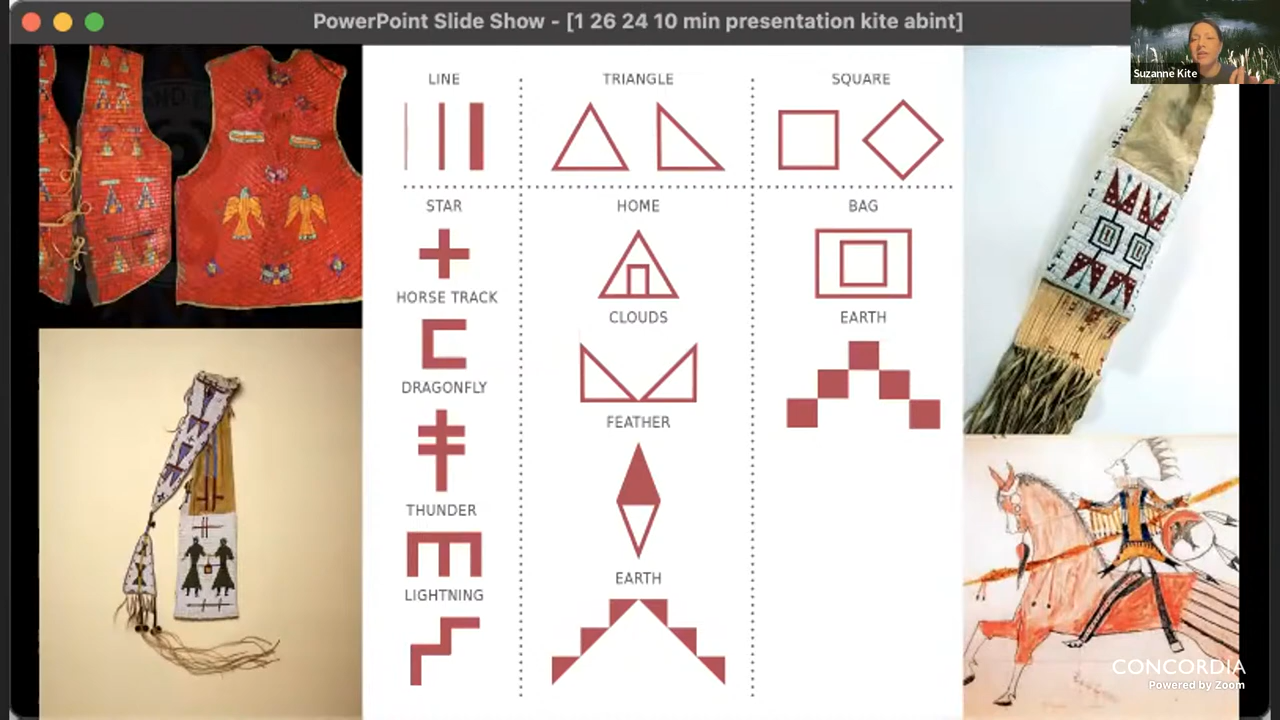 PowerPoint Slide Show - [1 26 24 10 min presentation kite abint]
Suzanne Kite
LINE
TRIANGLE
SQUARE
STAR
HORSE TRACK
DRAGONFLY
THUNDER
LIGHTNING
HOME
CLOUDS
FEATHER
EARTH
BAG
EARTH
CONCORDIA
Powered by Zoom